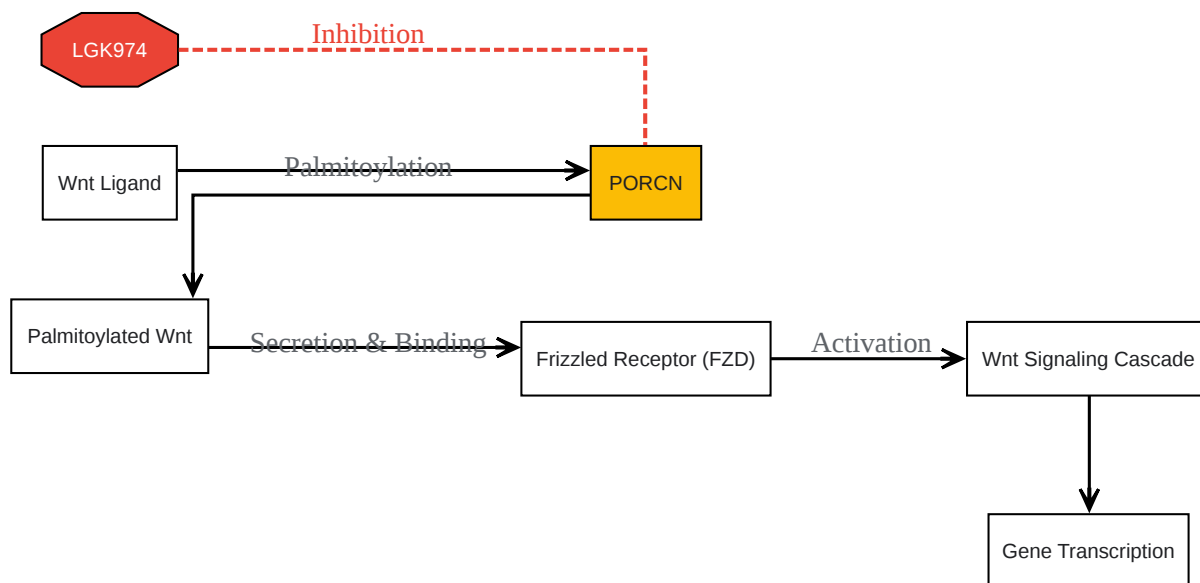 Inhibition
LGK974
Palmitoylation
Wnt Ligand
PORCN
Palmitoylated Wnt
Secretion & Binding
Frizzled Receptor (FZD)
Activation
Wnt Signaling Cascade
Gene Transcription